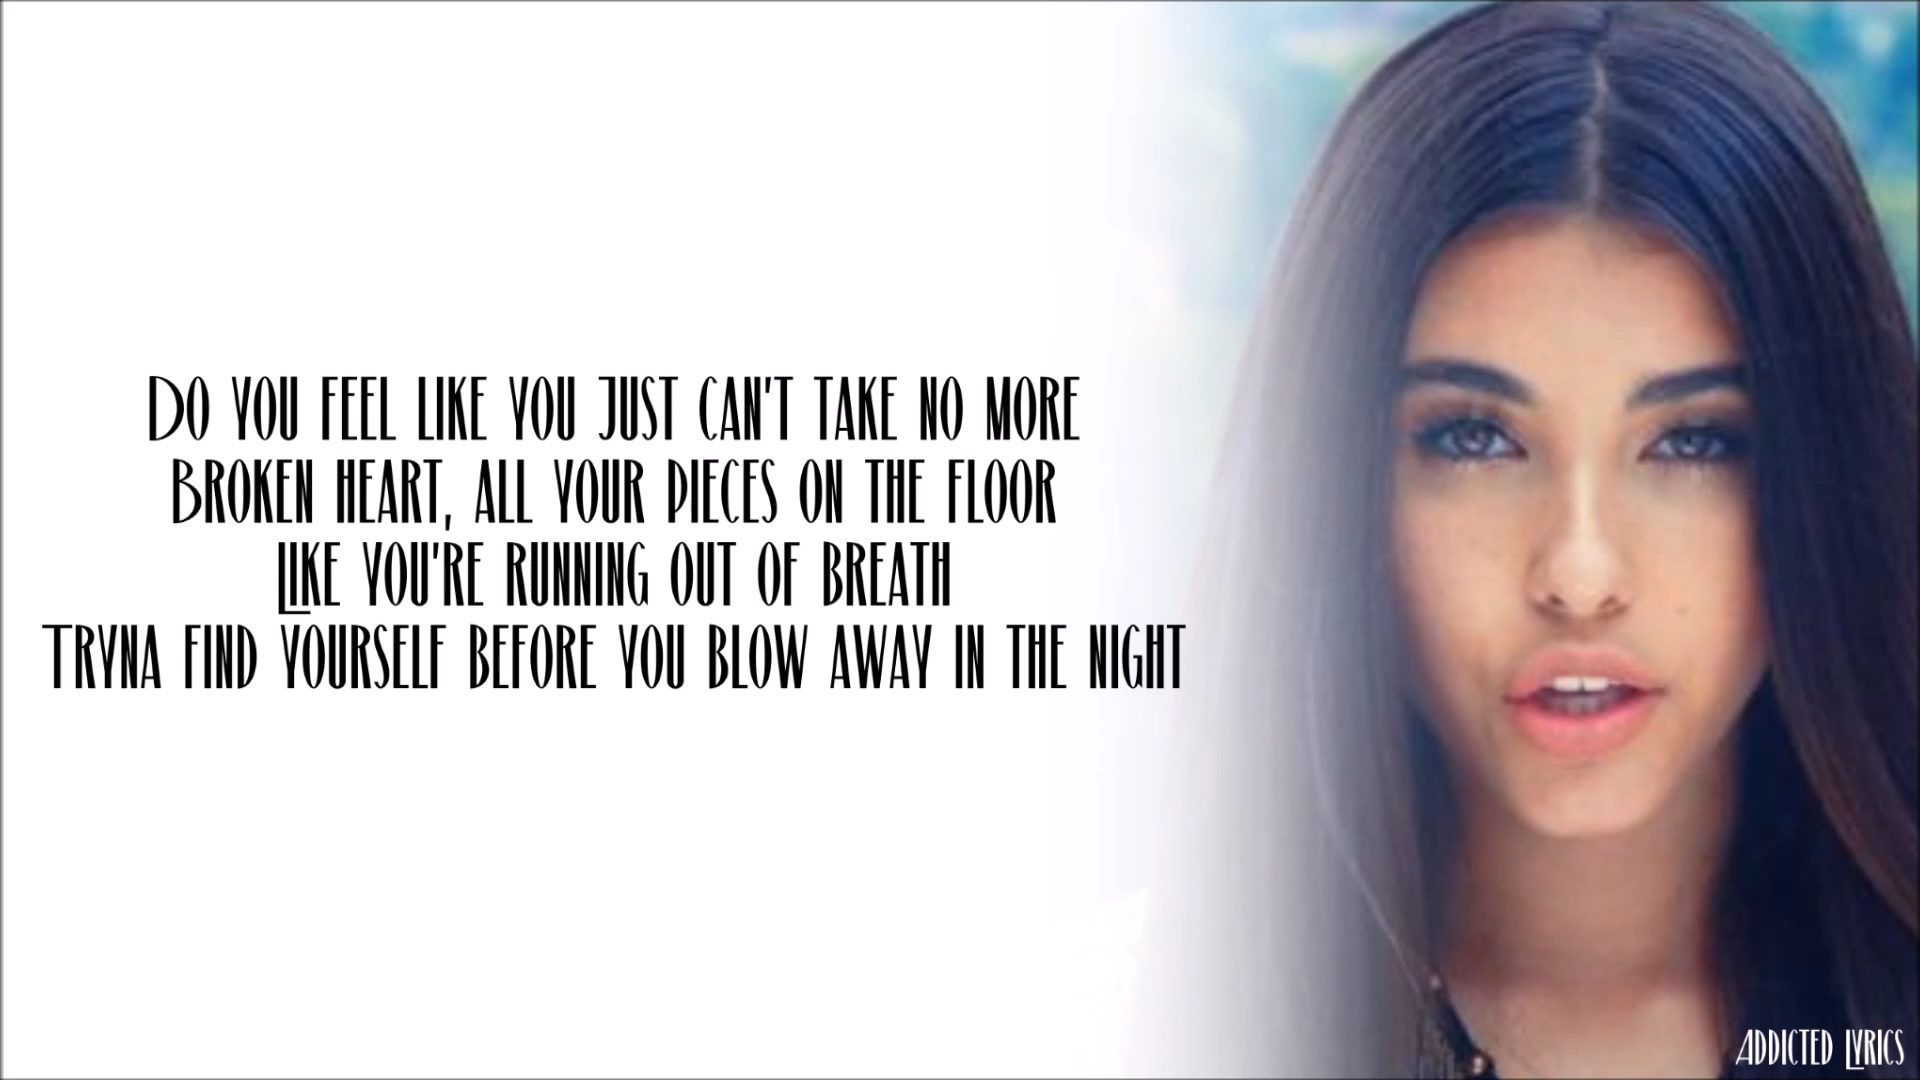 Do you feel like you just can't take no more
Broken heart, all your pieces on the floor
Like you're running out of breath
Tryna find yourself before you blow away in the night
Addicted Lyrics